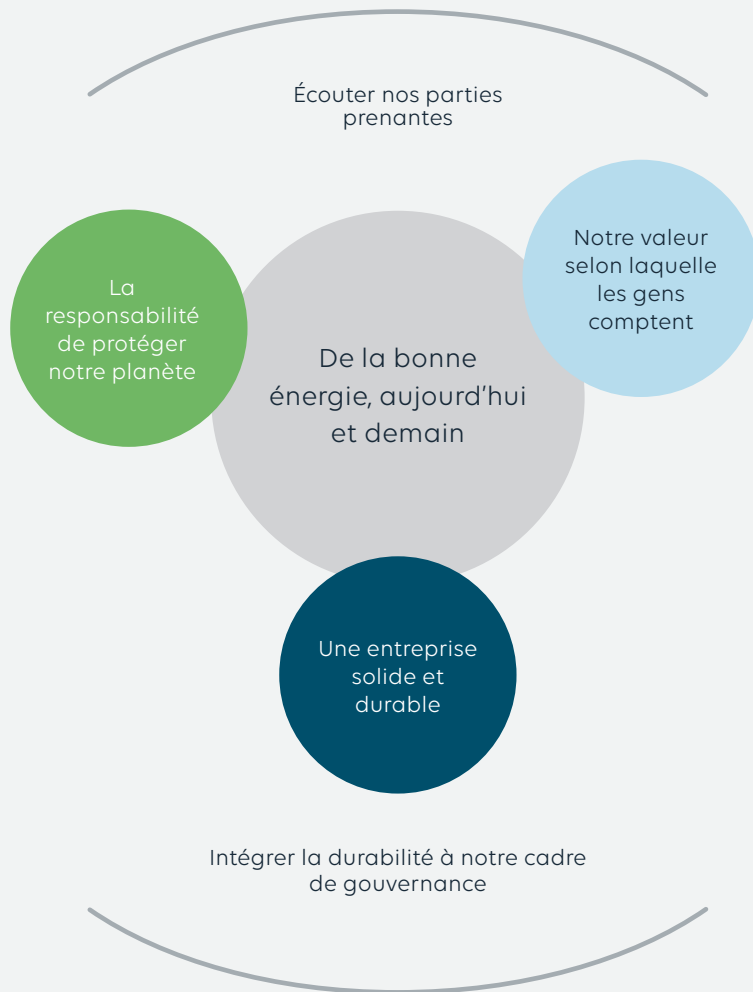 Écouter nos parties
prenantes
Notre valeur
selon laquelle
les gens
comptent
La
responsabilité
de protéger
notre planète
De la bonne
énergie, aujourd'hui
et demain
Une entreprise
solide et
durable
Intégrer la durabilité à notre cadre
de gouvernance